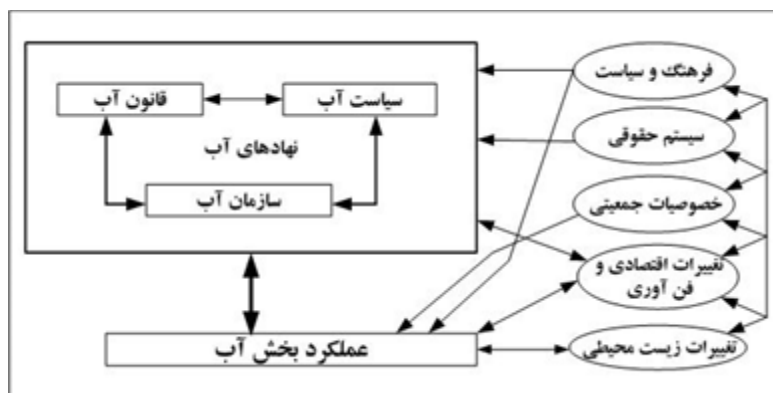 فرهنگ و سیاست
سیاست آب
قانون آب
سیستم حقوقی
نهادهای آب
سازمان آب
خصوصیات جمعیتی
تغییرات اقتصادی و
فن آوری
عملکرد بخش آب
تغییرات زیست محیطی